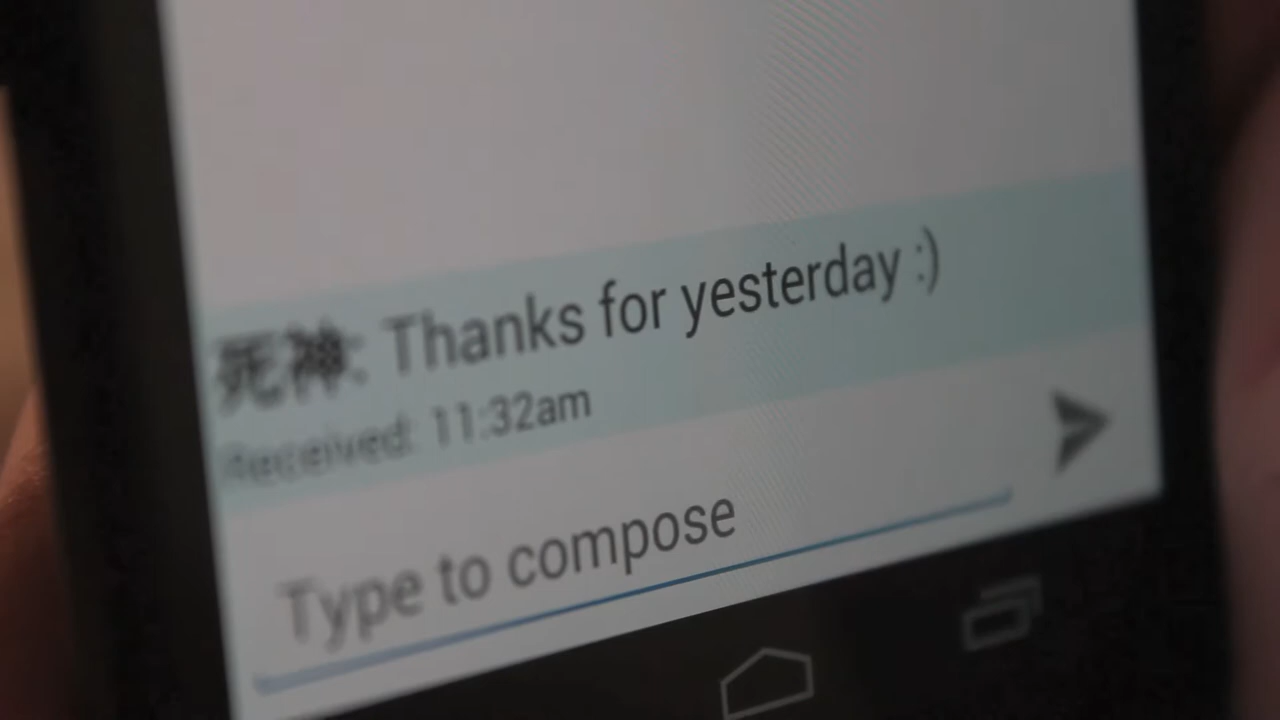 死神: Thanks for yesterday :)
Received: 11:32am
Type to compose